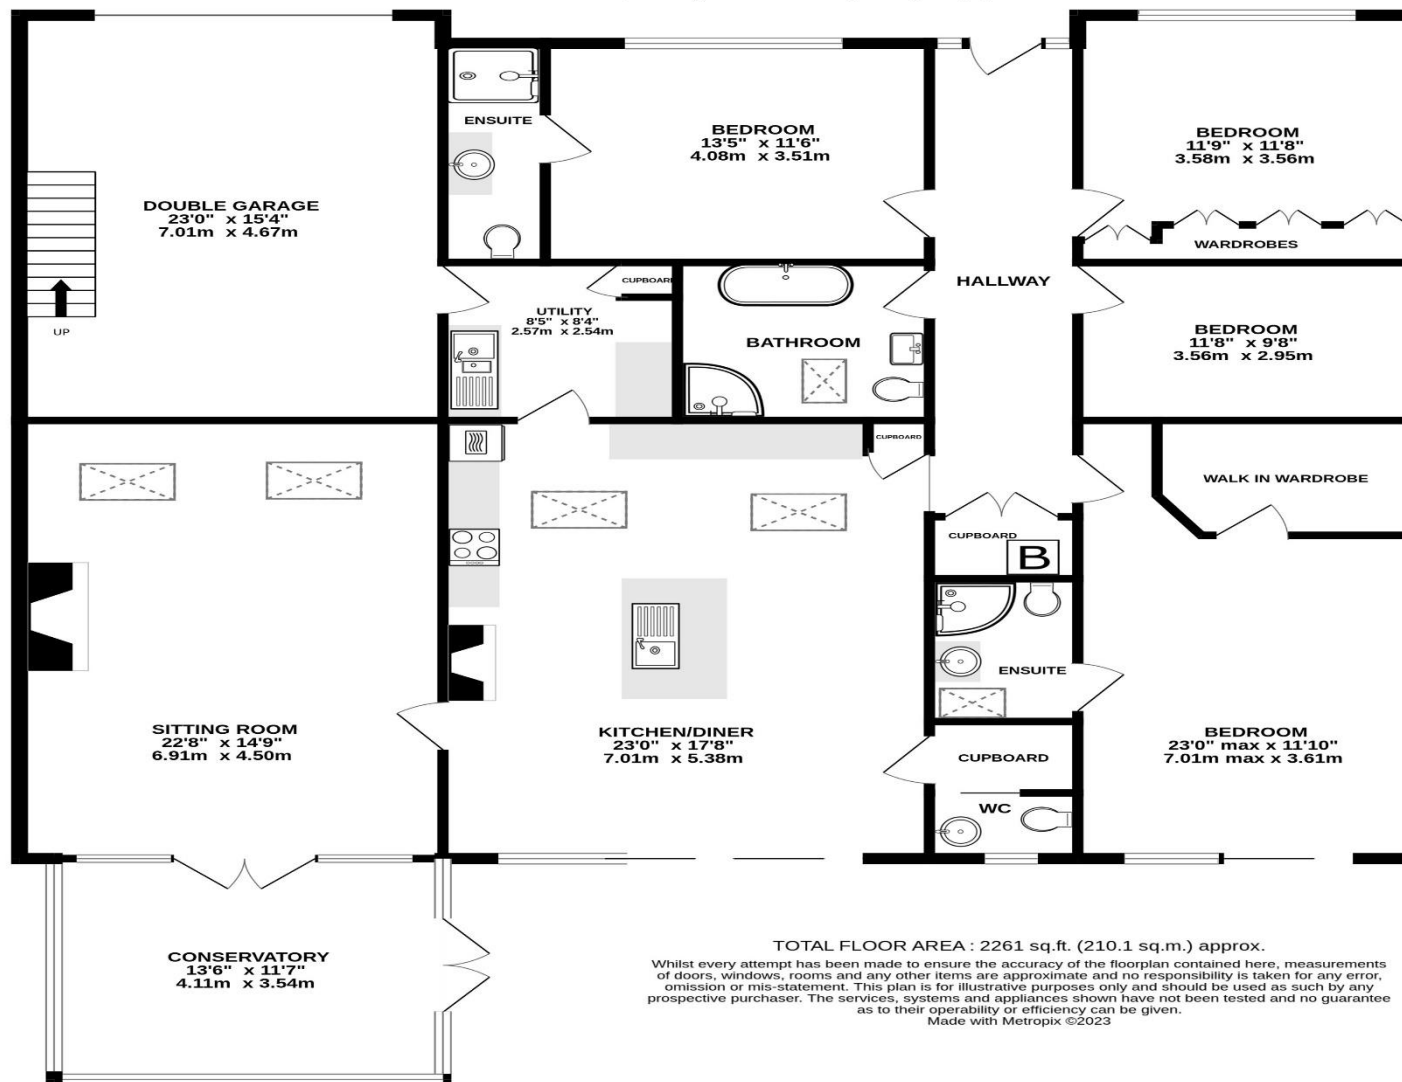 DOUBLE GARAGE
23'0" x 15'4"
7.01m x 4.67m
UP
ENSUITE
BEDROOM
13'5" x 11'6"
4.08m x 3.51m
BEDROOM
11'9" x 11'8"
3.58m x 3.56m
WARDROBES
CUPBOARD
UTILITY
8'5" x 8'4"
2.57m x 2.54m
BATHROOM
HALLWAY
BEDROOM
11'8" x 9'8"
3.56m x 2.95m
CUPBOARD
WALK IN WARDROBE
CUPBOARD
B
ENSUITE
SITTING ROOM
22'8" x 14'9"
6.91m x 4.50m
KITCHEN/DINER
23'0" x 17'8"
7.01m x 5.38m
CUPBOARD
WC
BEDROOM
23'0" max x 11'10"
7.01m max x 3.61m
CONSERVATORY
13'6" x 11'7"
4.11m x 3.54m
TOTAL FLOOR AREA : 2261 sq.ft. (210.1 sq.m.) approx.
Whilst every attempt has been made to ensure the accuracy of the floorplan contained here, measurements
of doors, windows, rooms and any other items are approximate and no responsibility is taken for any error,
omission or mis-statement. This plan is for illustrative purposes only and should be used as such by any
prospective purchaser. The services, systems and appliances shown have not been tested and no guarantee
as to their operability or efficiency can be given.
Made with Metropix ©2023